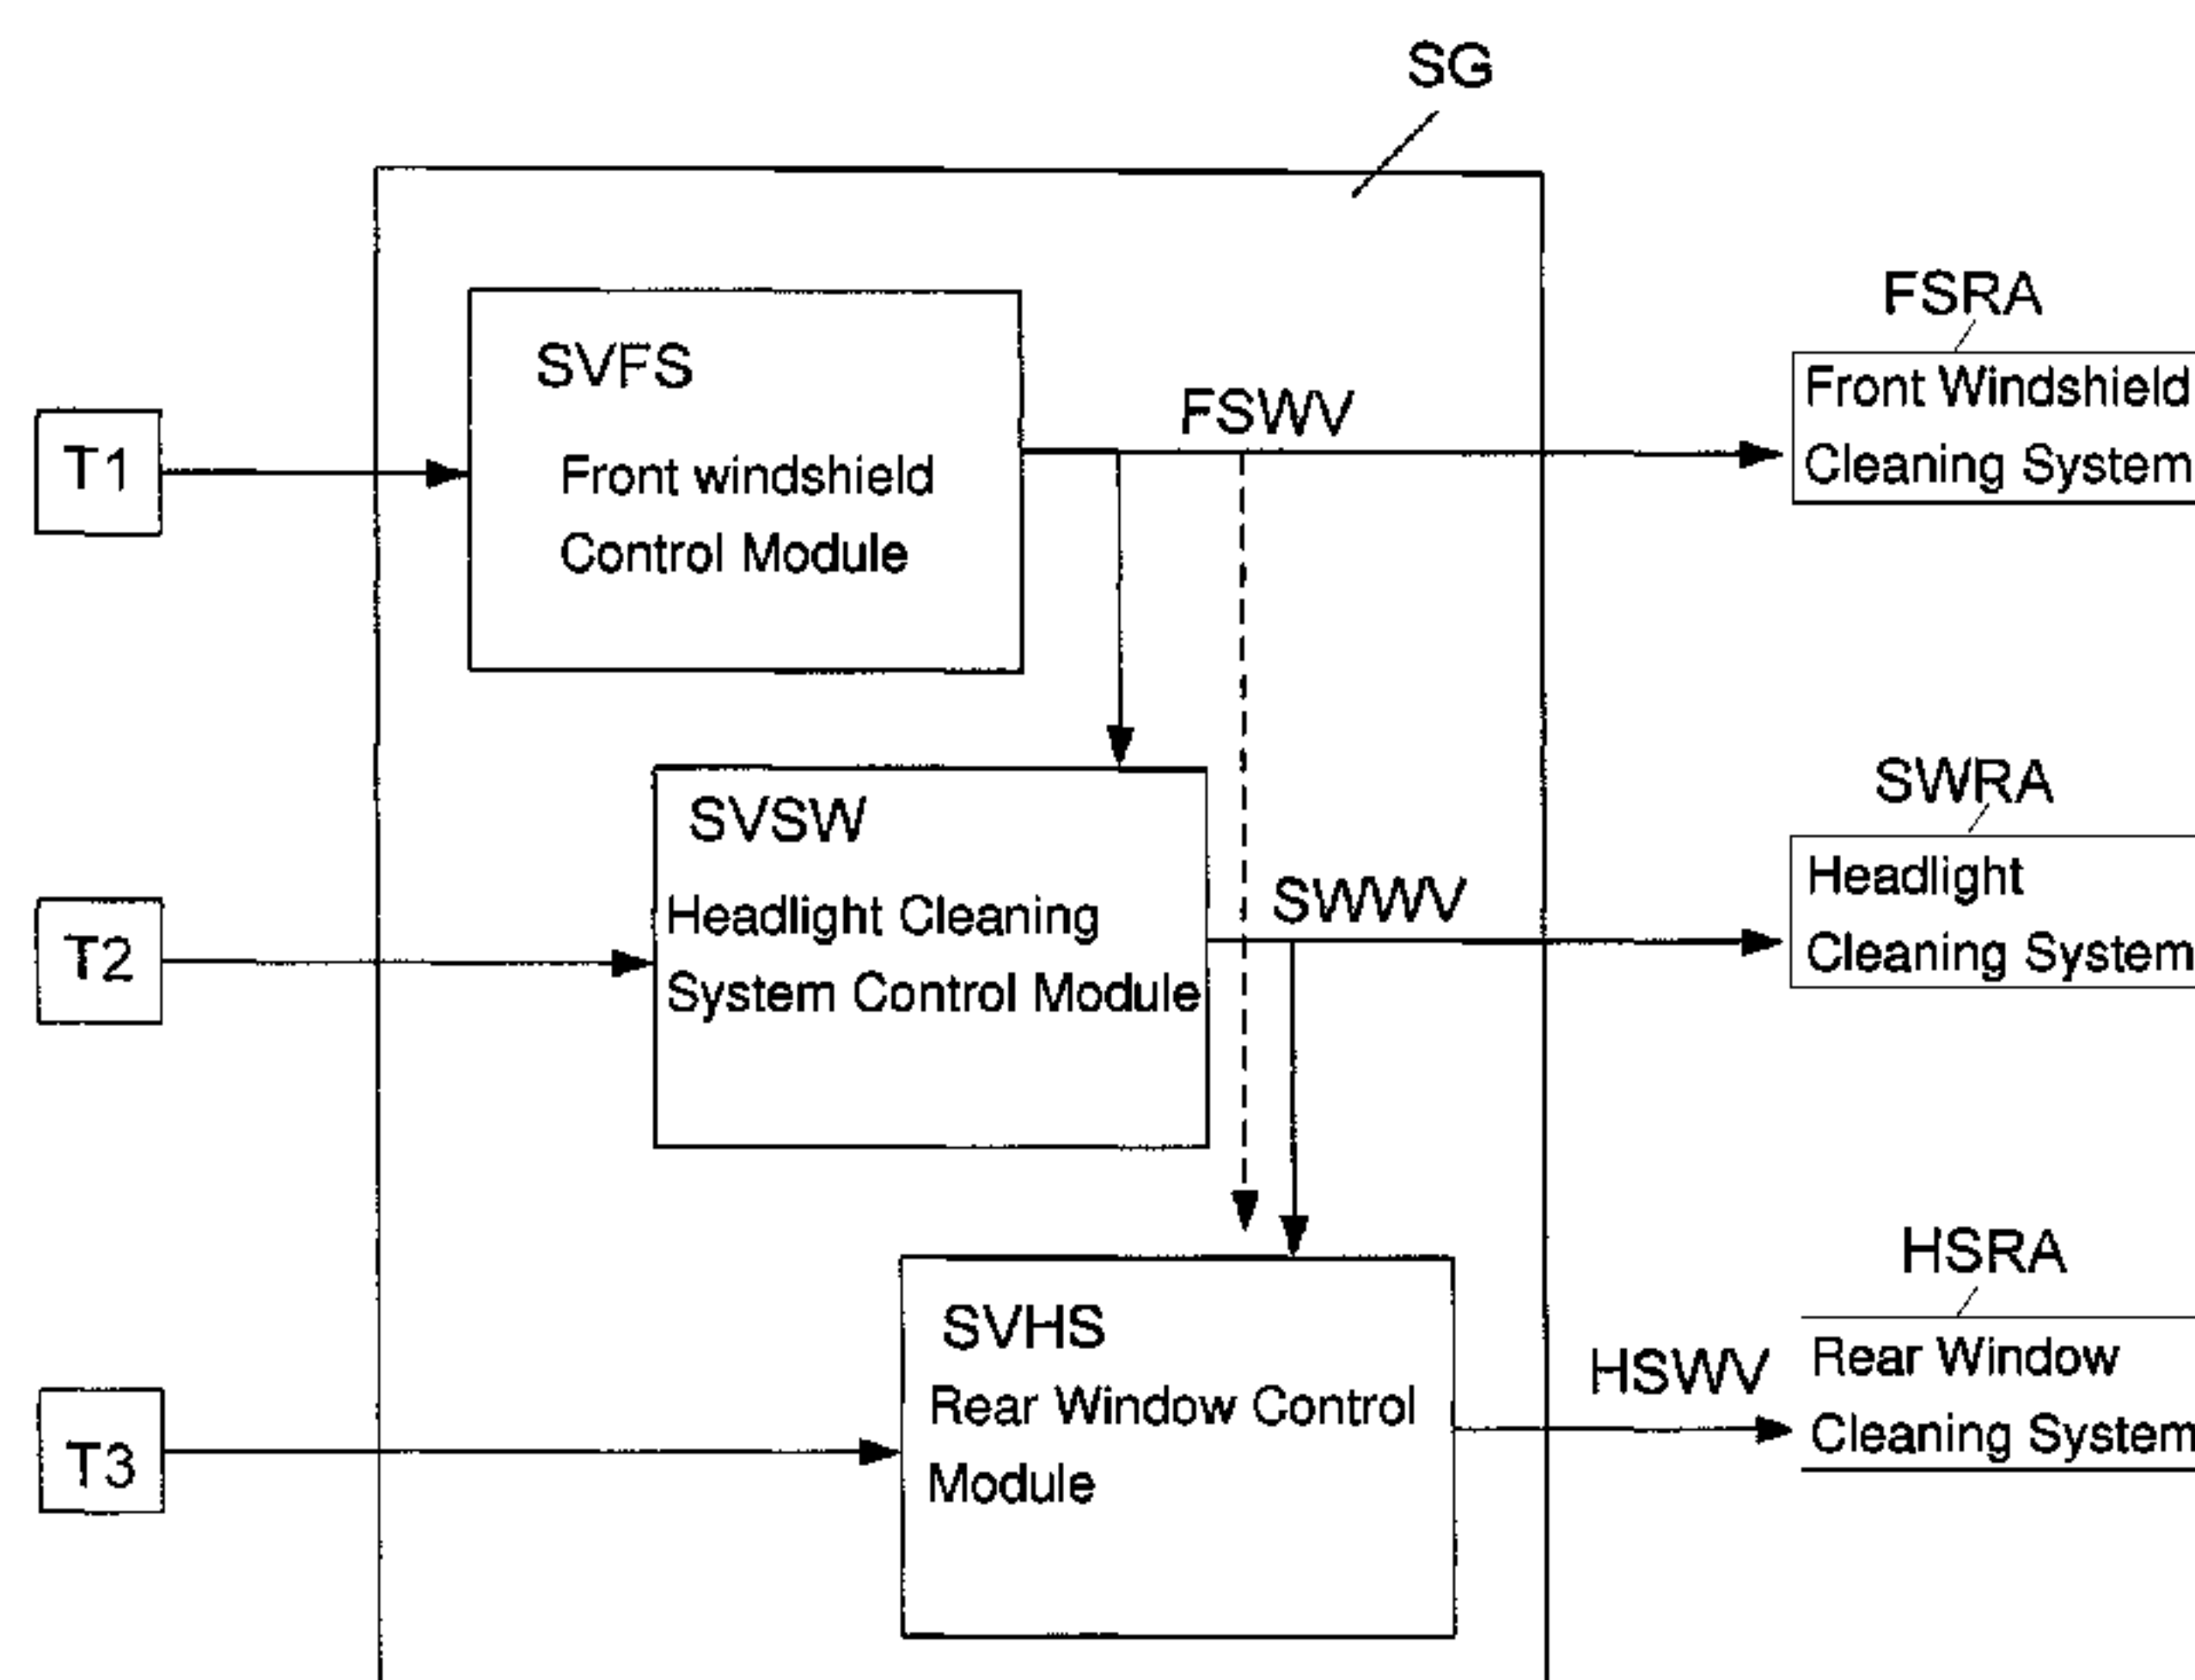 SG
FSRA
Front Windshield
Cleaning System
SVFS
Front windshield
Control Module
FSWV
T1
SWRA
Headlight
Cleaning System
SVSW
Headlight Cleaning
System Control Module
SWWV
T2
HSRA
Rear Window
Cleaning System
SVHS
Rear Window Control
Module
HSWV
T3